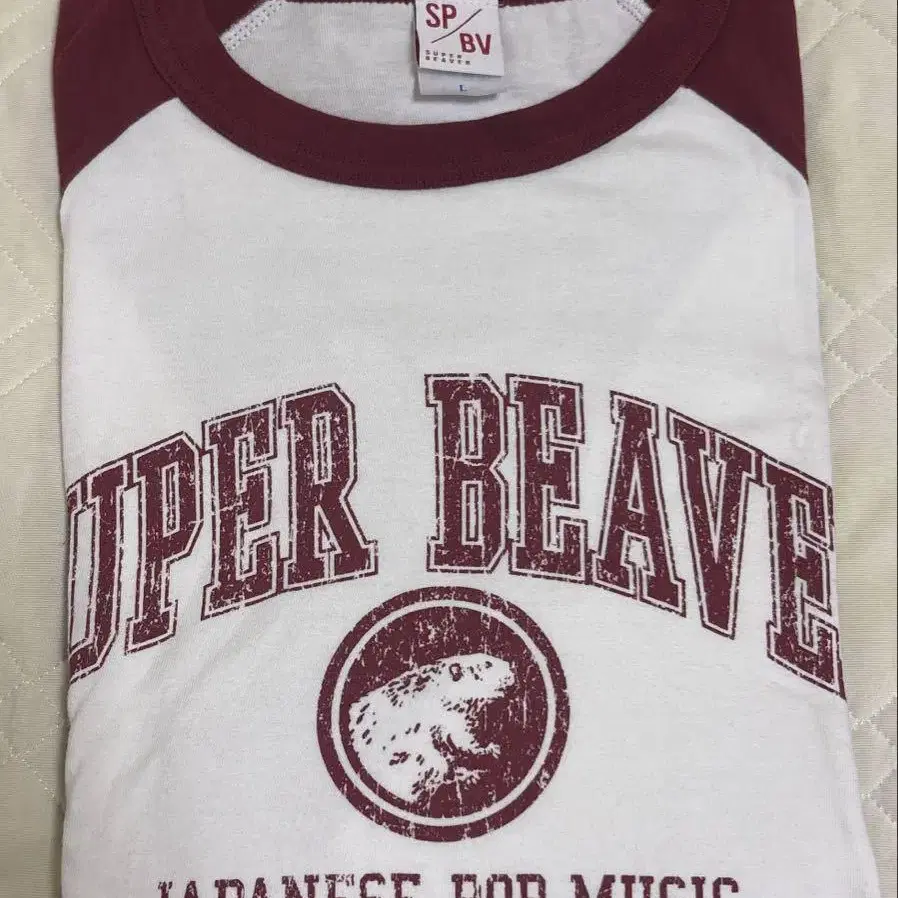 SP/BV
SUPER
BEAVER
L
UPER BEAVE
JAPANESE POP MUSIC